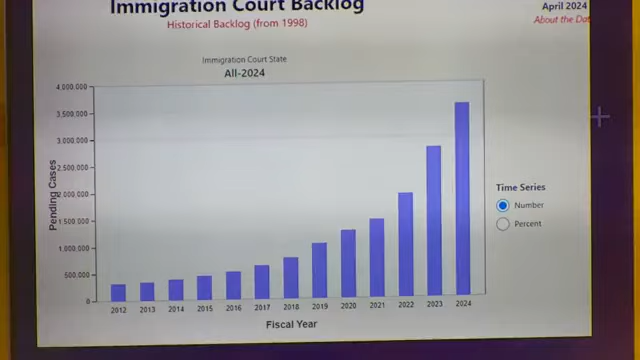 Immigration Court Backlog
Historical Backlog (from 1998)
April 2024
About the Dat
Immigration Court State
All-2024
Pending Cases
4,000,000
3,500,000
3,000,000
2,500,000
2,000,000
1,500,000
1,000,000
500,000
0
2012 2013 2014 2015 2016 2017 2018 2019 2020 2021 2022 2023 2024
Fiscal Year
Time Series
Number
Percent